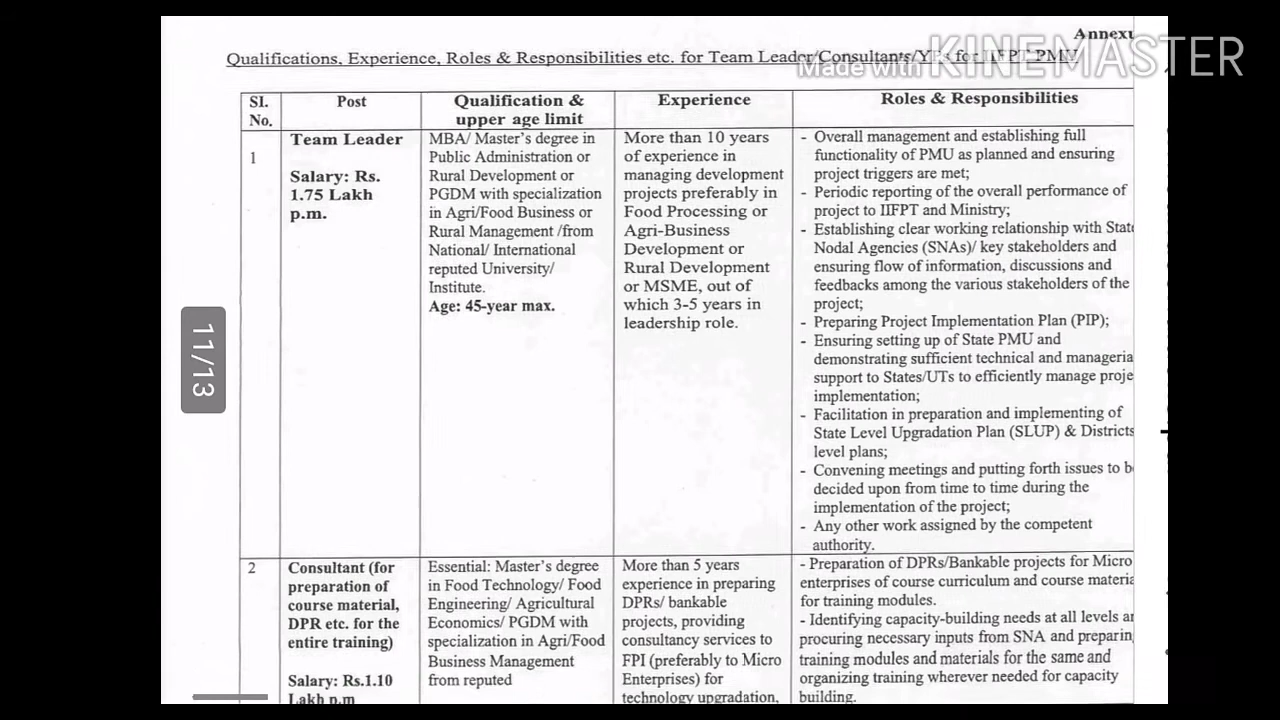 Annexu
Qualifications, Experience, Roles & Responsibilities etc. for Team Leader/Consultants/YPs for IIFPT PMU
Made with KINEMASTER
SI. No.
Post
Qualification & upper age limit
Experience
Roles & Responsibilities
1
Team Leader
Salary: Rs.
1.75 Lakh
p.m.
MBA/ Master's degree in
Public Administration or
Rural Development or
PGDM with specialization
in Agri/Food Business or
Rural Management /from
National/ International
reputed University/
Institute.
Age: 45-year max.
More than 10 years
of experience in
managing development
projects preferably in
Food Processing or
Agri-Business
Development or
Rural Development
or MSME, out of
which 3-5 years in
leadership role.
- Overall management and establishing full
functionality of PMU as planned and ensuring
project triggers are met;
- Periodic reporting of the overall performance of
project to IIFPT and Ministry;
- Establishing clear working relationship with State
Nodal Agencies (SNAs)/ key stakeholders and
ensuring flow of information, discussions and
feedbacks among the various stakeholders of the
project;
- Preparing Project Implementation Plan (PIP);
- Ensuring setting up of State PMU and
demonstrating sufficient technical and manageria
support to States/UTs to efficiently manage proje
implementation;
- Facilitation in preparation and implementing of
State Level Upgradation Plan (SLUP) & Districts
level plans;
- Convening meetings and putting forth issues to b
decided upon from time to time during the
implementation of the project;
- Any other work assigned by the competent
authority.
11/13
2
Consultant (for
preparation of
course material,
DPR etc. for the
entire training)
Salary: Rs.1.10
Lakh p.m
Essential: Master's degree
in Food Technology/ Food
Engineering/ Agricultural
Economics/ PGDM with
specialization in Agri/Food
Business Management
from reputed
More than 5 years
experience in preparing
DPRs/ bankable
projects, providing
consultancy services to
FPI (preferably to Micro
Enterprises) for
technology upgradation,
- Preparation of DPRs/Bankable projects for Micro
enterprises of course curriculum and course materia
for training modules.
- Identifying capacity-building needs at all levels an
procuring necessary inputs from SNA and preparin
training modules and materials for the same and
organizing training wherever needed for capacity
building.